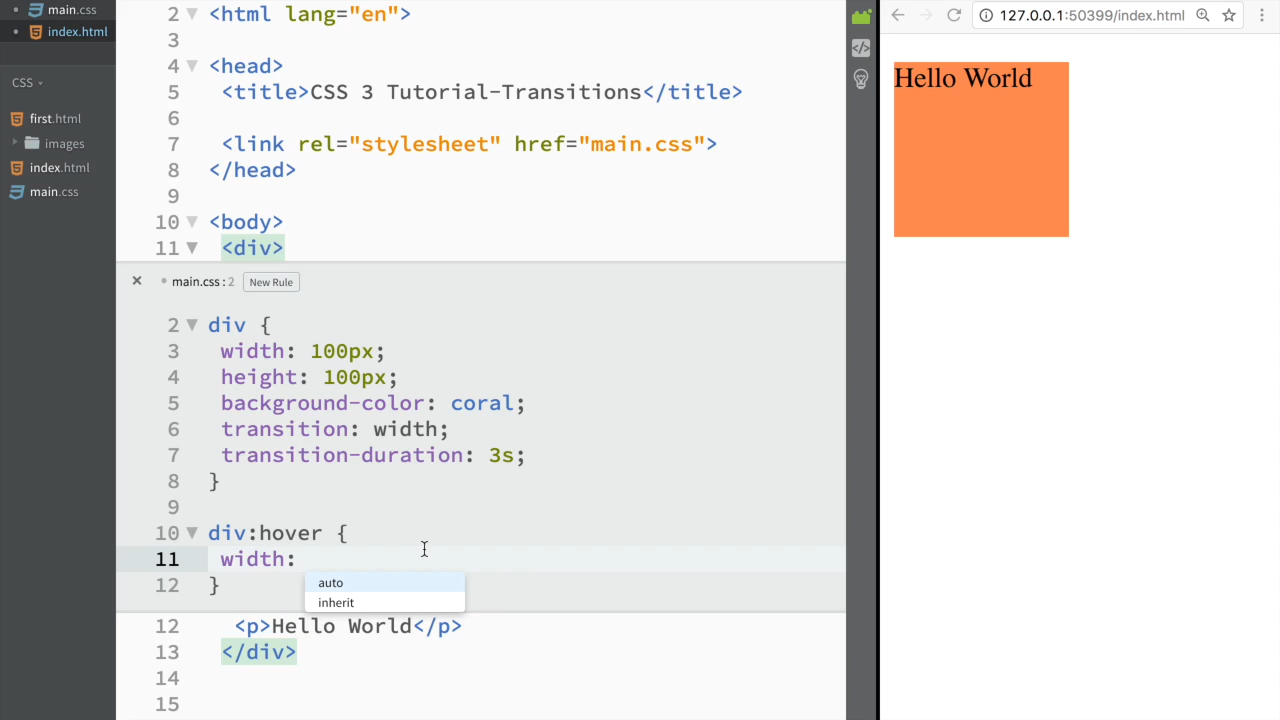 main.css
index.html
CSS
first.html
images
index.html
main.css
2 <html lang="en">
3
4 <head>
5 <title>CSS 3 Tutorial-Transitions</title>
6
7 <link rel="stylesheet" href="main.css">
8 </head>
9
10 <body>
11 <div>
× • main.css : 2 New Rule
2 div {
3 width: 100px;
4 height: 100px;
5 background-color: coral;
6 transition: width;
7 transition-duration: 3s;
8 }
9
10 div:hover {
11 width:
12 }
auto
inherit
12 <p>Hello World</p>
13 </div>
14
15
127.0.0.1:50399/index.html
Hello World